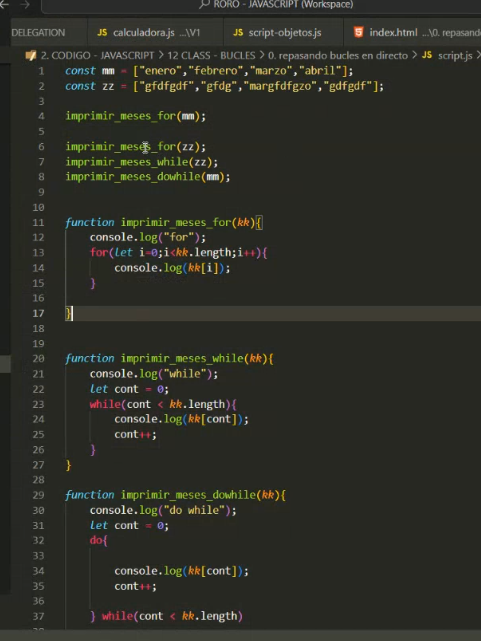 RORO - JAVASCRIPT (Workspace)
DELEGATION
JS calculadora.js ...\V1
JS script-objetos.js
index.html ...\0. repasando
2. CODIGO - JAVASCRIPT > 12 CLASS - BUCLES > 0. repasando bucles en directo > JS script.js >
1 const mm = ["enero","febrero","marzo","abril"];
2 const zz = ["gfdfgdf","gfdg","margfdfgzo","gdfgdf"];
3
4 imprimir_meses_for(mm);
5
6 imprimir_meses_for(zz);
7 imprimir_meses_while(zz);
8 imprimir_meses_dowhile(mm);
9
10
11 function imprimir_meses_for(kk){
12 console.log("for");
13 for(let i=0;i<kk.length;i++){
14 console.log(kk[i]);
15 }
16
17 }
18
19
20 function imprimir_meses_while(kk){
21 console.log("while");
22 let cont = 0;
23 while(cont < kk.length){
24 console.log(kk[cont]);
25 cont++;
26 }
27 }
28
29 function imprimir_meses_dowhile(kk){
30 console.log("do while");
31 let cont = 0;
32 do{
33
34 console.log(kk[cont]);
35 cont++;
36
37 } while(cont < kk.length)
38